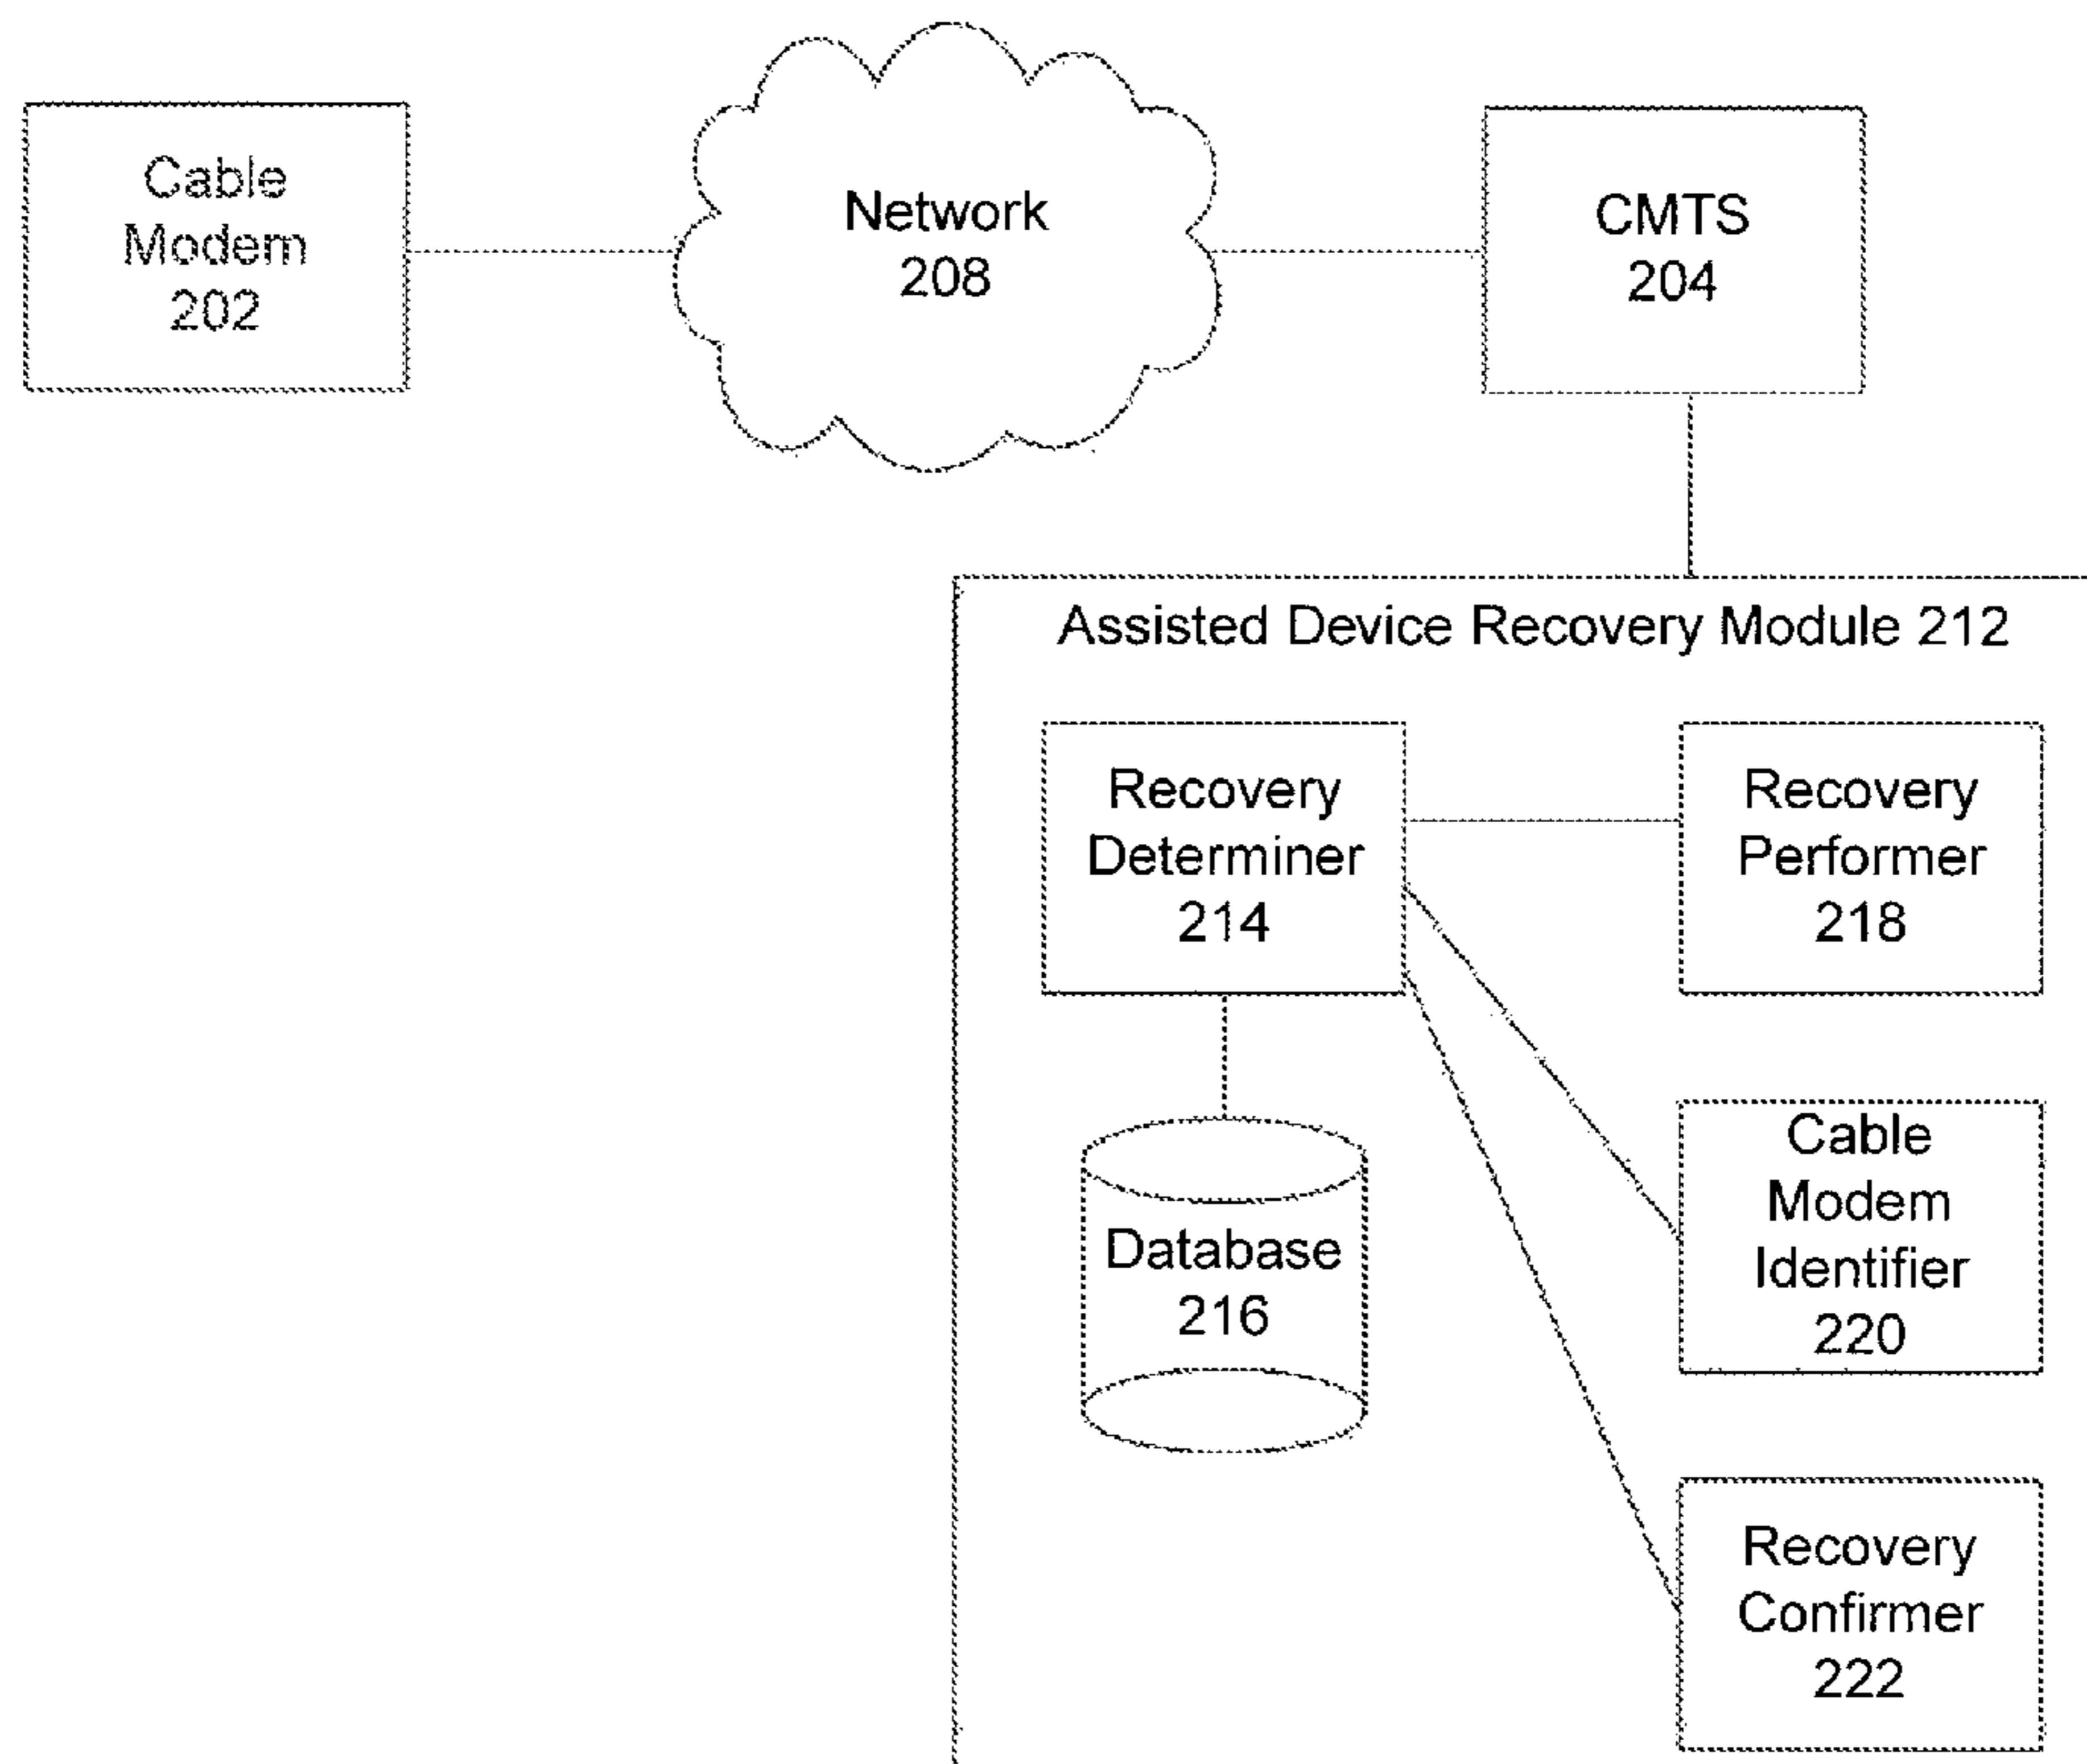 Cable
Modem
202
Network
208
CMTS
204
Assisted Device Recovery Module 212
Recovery
Determiner
214
Recovery
Performer
218
Database
216
Cable
Modem
Identifier
220
Recovery
Confirmer
222